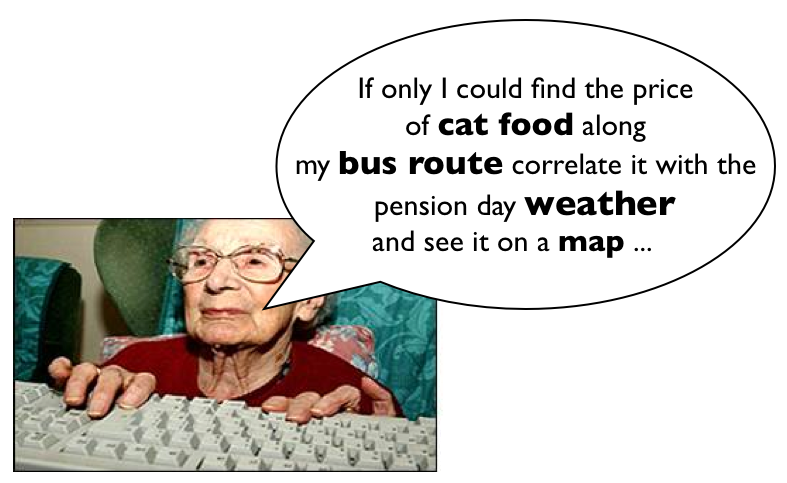 If only I could find the price
of cat food along
my bus route correlate it with the
pension day weather
and see it on a map ...